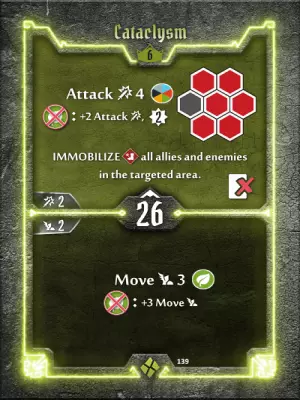 Cataclysm
6
Attack 4
: +2 Attack , 2
IMMOBILIZE all allies and enemies
in the targeted area.
2
26
2
Move 3
: +3 Move
139